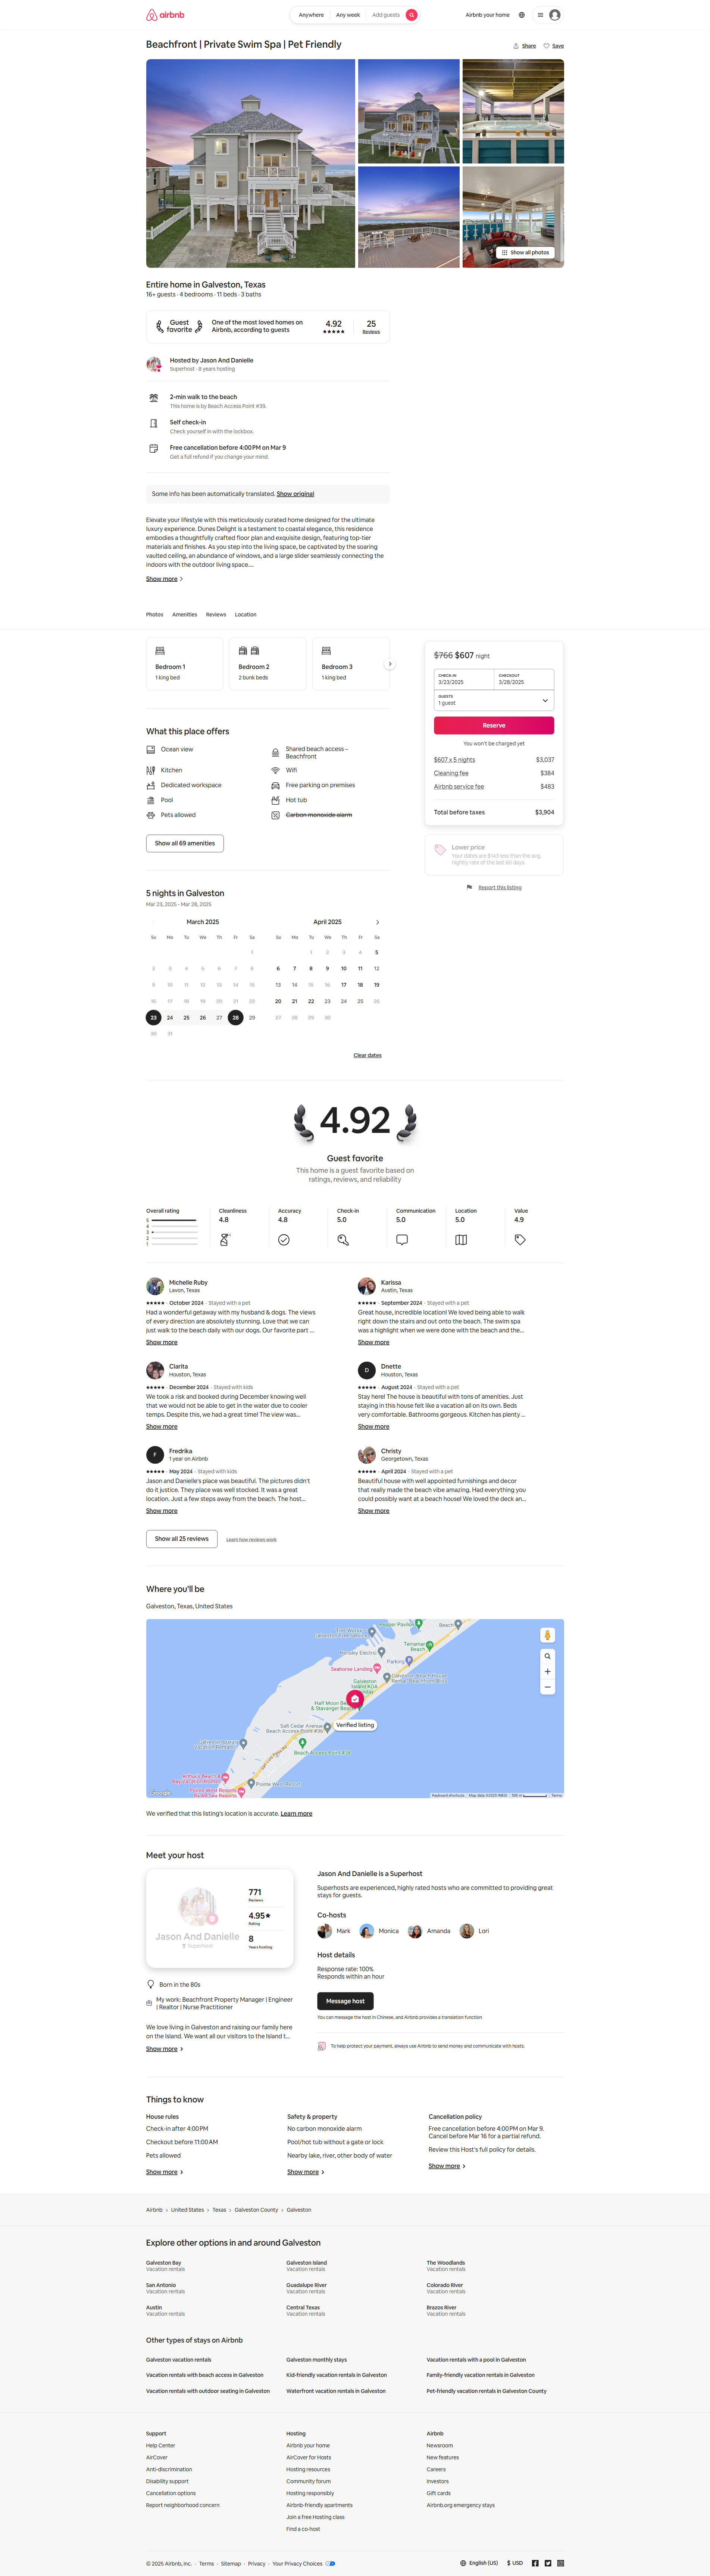 airbnb
Anywhere
Any week
Add guests
Airbnb your home
Beachfront | Private Swim Spa | Pet Friendly
Share
Save
Show all photos
Entire home in Galveston, Texas
16+ guests · 4 bedrooms · 11 beds · 3 baths
Guest
favorite
One of the most loved homes on
Airbnb, according to guests
4.92
25
Reviews
Hosted by Jason And Danielle
Superhost · 8 years hosting
2-min walk to the beach
This home is by Beach Access Point #39.
Self check-in
Check yourself in with the lockbox.
Free cancellation before 4:00 PM on Mar 9
Get a full refund if you change your mind.
Some info has been automatically translated. Show original
Elevate your lifestyle with this meticulously curated home designed for the ultimate
luxury experience. Dunes Delight is a testament to coastal elegance, this residence
embodies a thoughtfully crafted floor plan and exquisite design, featuring top-tier
materials and finishes. As you step into the living space, be captivated by the soaring
vaulted ceiling, an abundance of windows, and a large slider seamlessly connecting the
indoors with the outdoor living space....
Show more
Photos
Amenities
Reviews
Location
Bedroom 1
1 king bed
Bedroom 2
2 bunk beds
Bedroom 3
1 king bed
$766 $607 night
CHECK-IN
3/23/2025
CHECKOUT
3/28/2025
GUESTS
1 guest
Reserve
You won't be charged yet
$607 x 5 nights
$3,037
Cleaning fee
$384
Airbnb service fee
$483
Total before taxes
$3,904
Lower price
Your dates are $143 less than the avg.
nightly rate of the last 60 days.
Report this listing
What this place offers
Ocean view
Shared beach access –
Beachfront
Kitchen
Wifi
Dedicated workspace
Free parking on premises
Pool
Hot tub
Pets allowed
Carbon monoxide alarm
Show all 69 amenities
5 nights in Galveston
Mar 23, 2025 - Mar 28, 2025
March 2025
April 2025
Su Mo Tu We Th Fr Sa
Su Mo Tu We Th Fr Sa
1
1 2 3 4 5
2 3 4 5 6 7 8
6 7 8 9 10 11 12
9 10 11 12 13 14 15
13 14 15 16 17 18 19
16 17 18 19 20 21 22
20 21 22 23 24 25 26
23 24 25 26 27 28 29
27 28 29 30
30 31
Clear dates
4.92
Guest favorite
This home is a guest favorite based on
ratings, reviews, and reliability
Overall rating
5
4
3
2
1
Cleanliness
4.8
Accuracy
4.8
Check-in
5.0
Communication
5.0
Location
5.0
Value
4.9
Michelle Ruby
Lavon, Texas
October 2024 · Stayed with a pet
Had a wonderful getaway with my husband & dogs. The views
of every direction are absolutely stunning. Love that we can
just walk to the beach daily with our dogs. Our favorite part ...
Show more
Karissa
Austin, Texas
September 2024 · Stayed with a pet
Great house, incredible location! We loved being able to walk
right down the stairs and out onto the beach. The swim spa
was a highlight when we were done with the beach and the...
Show more
Clarita
Houston, Texas
December 2024 · Stayed with kids
We took a risk and booked during December knowing well
that we would not be able to get in the water due to cooler
temps. Despite this, we had a great time! The view was...
Show more
D
Dnette
Houston, Texas
August 2024 · Stayed with a pet
Stay here! The house is beautiful with tons of amenities. Just
staying in this house felt like a vacation all on its own. Beds
very comfortable. Bathrooms gorgeous. Kitchen has plenty ...
Show more
F
Fredrika
1 year on Airbnb
May 2024 · Stayed with kids
Jason and Danielle's place was beautiful. The pictures didn't
do it justice. They place was well stocked. It was a great
location. Just a few steps away from the beach. The host...
Show more
Christy
Georgetown, Texas
April 2024 · Stayed with a pet
Beautiful house with well appointed furnishings and decor
that really made the beach vibe amazing. Had everything you
could possibly want at a beach house! We loved the deck an...
Show more
Show all 25 reviews
Learn how reviews work
Where you'll be
Galveston, Texas, United States
Beach
Terramar
Beach
Parking
Seahorse Landing
Galveston
Verified listing
Beach Access Point #36
Pointe West Resort
Google
Keyboard shortcuts
Terms
We verified that this listing's location is accurate. Learn more
Meet your host
Jason And Danielle
Superhost
771
Reviews
4.95
Rating
8
Years hosting
Born in the 80s
My work: Beachfront Property Manager | Engineer
| Realtor | Nurse Practitioner
We love living in Galveston and raising our family here
on the Island. We want all our visitors to the Island t...
Show more
Jason And Danielle is a Superhost
Superhosts are experienced, highly rated hosts who are committed to providing great
stays for guests.
Co-hosts
Mark
Monica
Amanda
Lori
Host details
Response rate: 100%
Responds within an hour
Message host
You can message the host in Chinese, and Airbnb provides a translation function
To help protect your payment, always use Airbnb to send money and communicate with hosts.
Things to know
House rules
Check-in after 4:00 PM
Checkout before 11:00 AM
Pets allowed
Show more
Safety & property
No carbon monoxide alarm
Pool/hot tub without a gate or lock
Nearby lake, river, other body of water
Show more
Cancellation policy
Free cancellation before 4:00 PM on Mar 9.
Cancel before Mar 16 for a partial refund.
Review this Host's full policy for details.
Show more
Airbnb
United States
Texas
Galveston County
Galveston
Explore other options in and around Galveston
Galveston Bay
Vacation rentals
Galveston Island
Vacation rentals
The Woodlands
Vacation rentals
San Antonio
Vacation rentals
Guadalupe River
Vacation rentals
Colorado River
Vacation rentals
Austin
Vacation rentals
Central Texas
Vacation rentals
Brazos River
Vacation rentals
Other types of stays on Airbnb
Galveston vacation rentals
Galveston monthly stays
Vacation rentals with a pool in Galveston
Vacation rentals with beach access in Galveston
Kid-friendly vacation rentals in Galveston
Family-friendly vacation rentals in Galveston
Vacation rentals with outdoor seating in Galveston
Waterfront vacation rentals in Galveston
Pet-friendly vacation rentals in Galveston County
Support
Help Center
AirCover
Anti-discrimination
Disability support
Cancellation options
Report neighborhood concern
Hosting
Airbnb your home
AirCover for Hosts
Hosting resources
Community forum
Hosting responsibly
Airbnb-friendly apartments
Join a free Hosting class
Find a co-host
Airbnb
Newsroom
New features
Careers
Investors
Gift cards
Airbnb.org emergency stays
© 2025 Airbnb, Inc. · Terms · Sitemap · Privacy · Your Privacy Choices
English (US)
$ USD